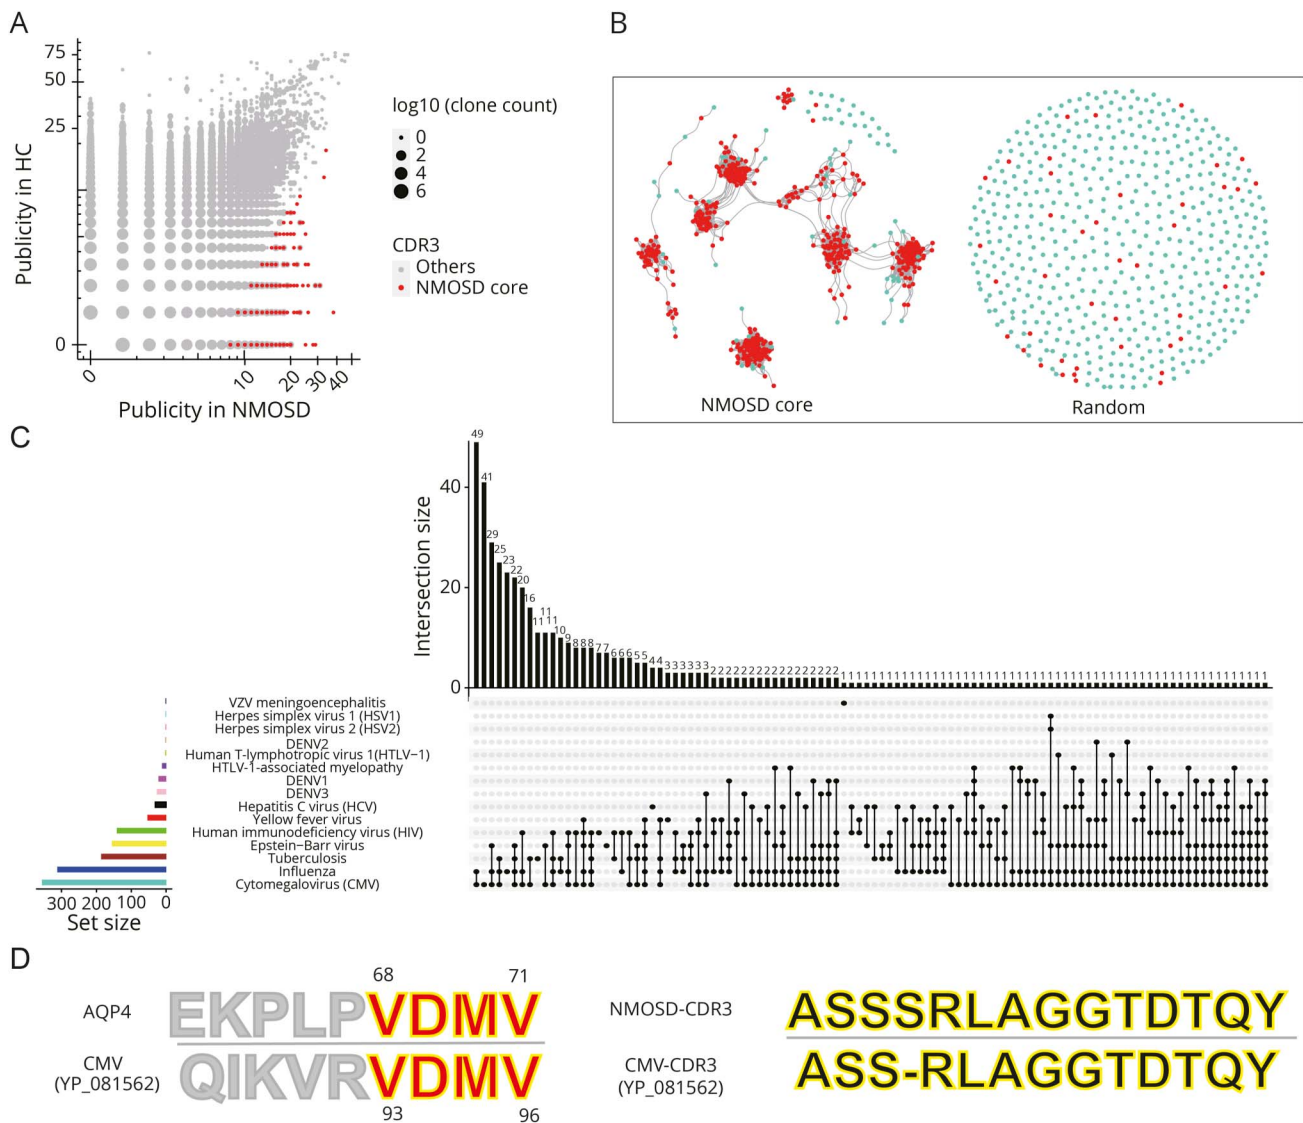 A
75
50
25
0
Publicity in HC
0
10
20
30
40
Publicity in NMOSD
log10 (clone count)
0
2
4
6
CDR3
Others
NMOSD core
B
NMOSD core
Random
C
Intersection size
40
20
0
49
41
29
25
23
22
20
16
11
11
11
10
9
8 8 8
7 7
6 6 6
5 5
4 4
3 3 3 3 3 3
2 2 2 2 2 2 2 2 2 2 2 2 2 2 2 2 2
VZV meningoencephalitis
Herpes simplex virus 1 (HSV1)
Herpes simplex virus 2 (HSV2)
DENV2
Human T-lymphotropic virus 1(HTLV−1)
HTLV-1-associated myelopathy
DENV1
DENV3
Hepatitis C virus (HCV)
Yellow fever virus
Human immunodeficiency virus (HIV)
Epstein−Barr virus
Tuberculosis
Influenza
Cytomegalovirus (CMV)
300 200 100 0
Set size
D
68 71
AQP4
EKPLPVDMV
CMV
(YP_081562)
QIKVRVDMV
93 96
NMOSD-CDR3
ASSSRLAGGTDTQY
CMV-CDR3
(YP_081562)
ASS-RLAGGTDTQY